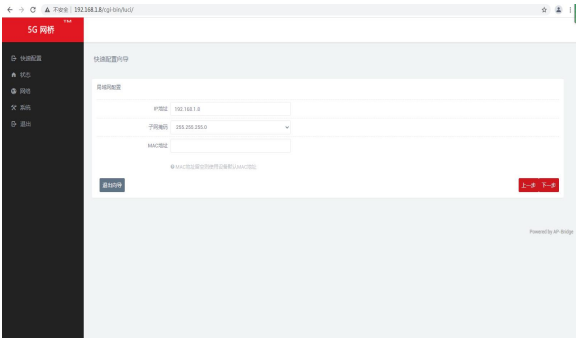 不安全 | 192.168.1.8/cgi-bin/luci/
5G 网桥 TM
快速配置
状态
网络
系统
退出
快速配置向导
局域网配置
IP地址 192.168.1.8
子网掩码 255.255.255.0
MAC地址
退出向导
上一步 下一步
Powered by AP Bridge